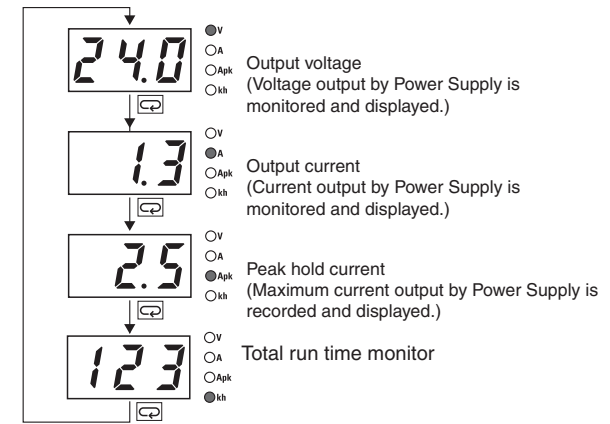 24.0
V
A
Apk
kh
Output voltage
(Voltage output by Power Supply is
monitored and displayed.)
1.3
V
A
Apk
kh
Output current
(Current output by Power Supply is
monitored and displayed.)
2.5
V
A
Apk
kh
Peak hold current
(Maximum current output by Power Supply is
recorded and displayed.)
123
V
A
Apk
kh
Total run time monitor